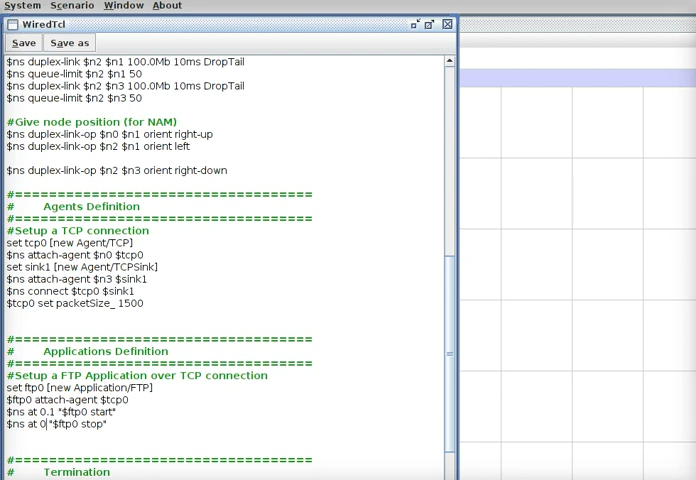 System Scenario Window About
WiredTcl
Save Save as
$ns duplex-link $n2 $n1 100.0Mb 10ms DropTail
$ns queue-limit $n2 $n1 50
$ns duplex-link $n2 $n3 100.0Mb 10ms DropTail
$ns queue-limit $n2 $n3 50
#Give node position (for NAM)
$ns duplex-link-op $n0 $n1 orient right-up
$ns duplex-link-op $n2 $n1 orient left
$ns duplex-link-op $n2 $n3 orient right-down
#===================================
# Agents Definition
#===================================
#Setup a TCP connection
set tcp0 [new Agent/TCP]
$ns attach-agent $n0 $tcp0
set sink1 [new Agent/TCPSink]
$ns attach-agent $n3 $sink1
$ns connect $tcp0 $sink1
$tcp0 set packetSize_ 1500
#===================================
# Applications Definition
#===================================
#Setup a FTP Application over TCP connection
set ftp0 [new Application/FTP]
$ftp0 attach-agent $tcp0
$ns at 0.1 "$ftp0 start"
$ns at 0"$ftp0 stop"
#===================================
# Termination